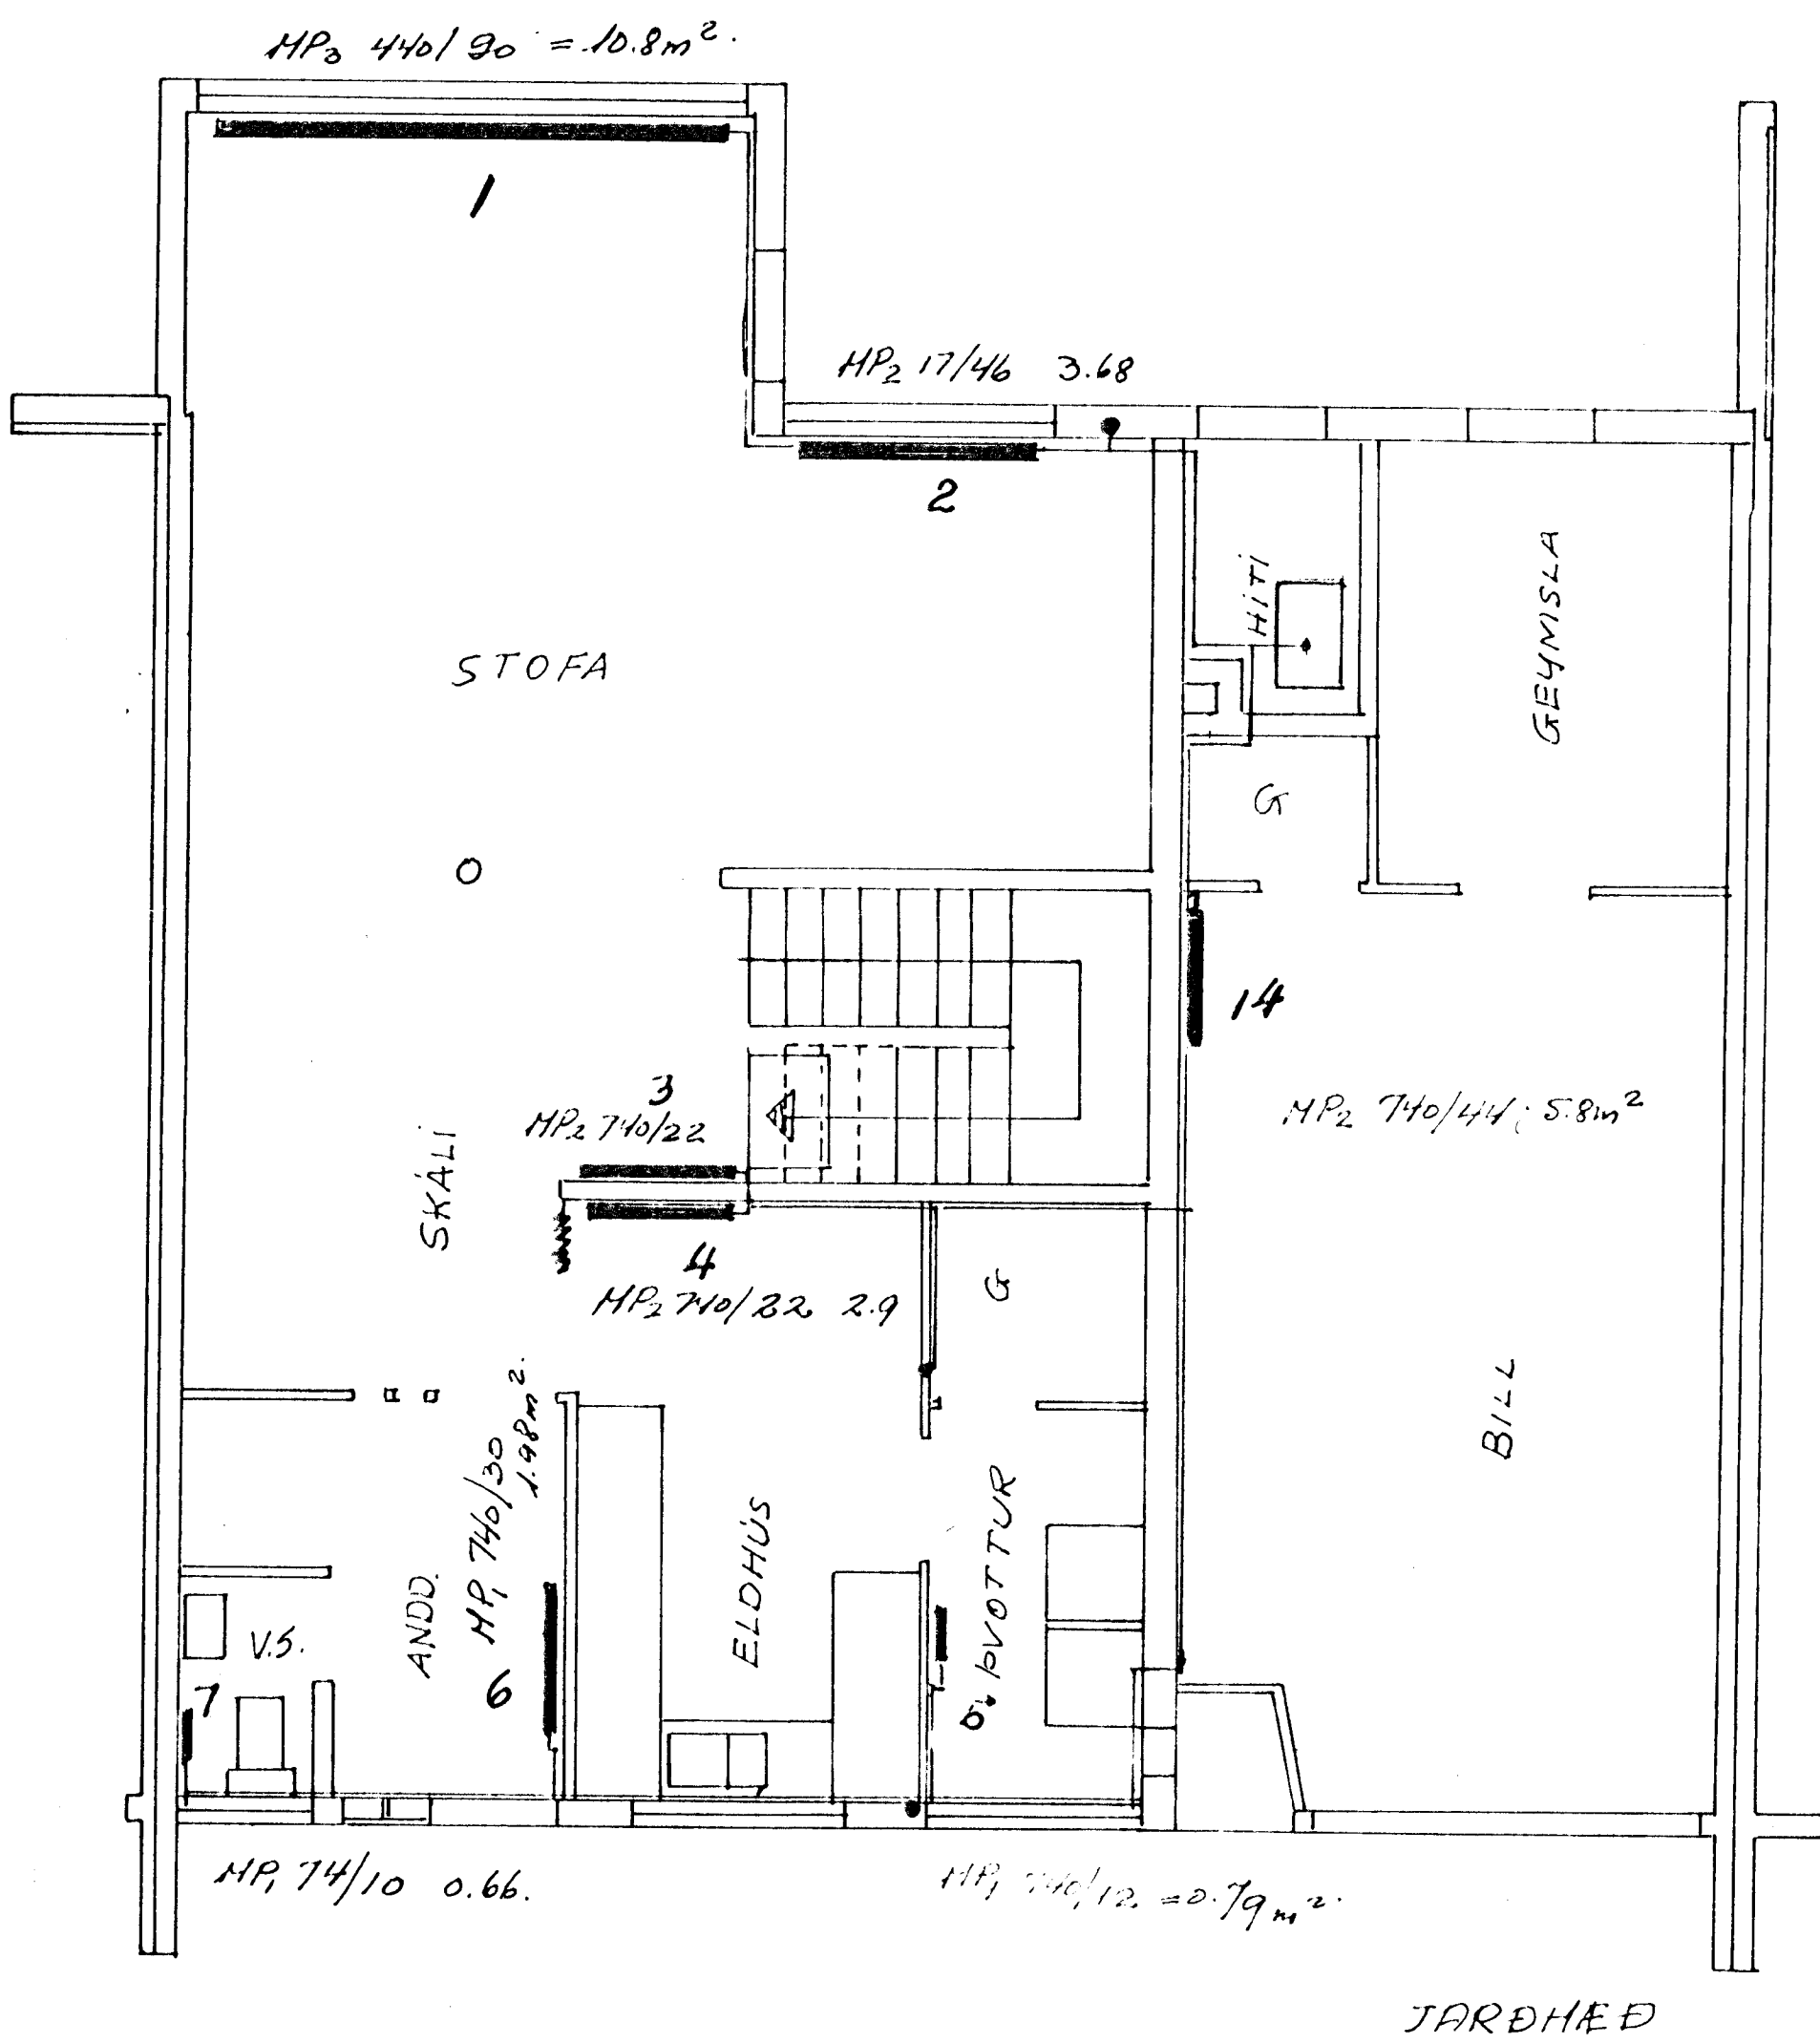 MP3 440/90 = 10.8m².
1
MP2 17/46 3.68
2
HITI
GEYMSLA
STOFA
G
O
14
3
MP2 740/22
MP2 740/44; 5.8m²
SKÁLI
4
MP2 740/22 2.9
G
MP1 740/30
1.98m².
BILL
ELDHÚS
ÞVOTTUR
ANDD.
V.S.
6
7
MP1 74/10 0.66.
MP1 740/12 = 0.79m².
JARÐHÆÐ